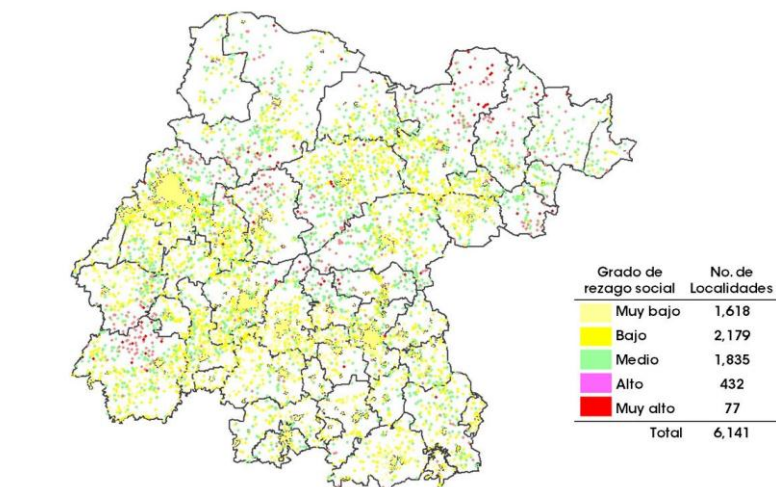 Grado de rezago social No. de Localidades
Muy bajo 1,618
Bajo 2,179
Medio 1,835
Alto 432
Muy alto 77
Total 6,141